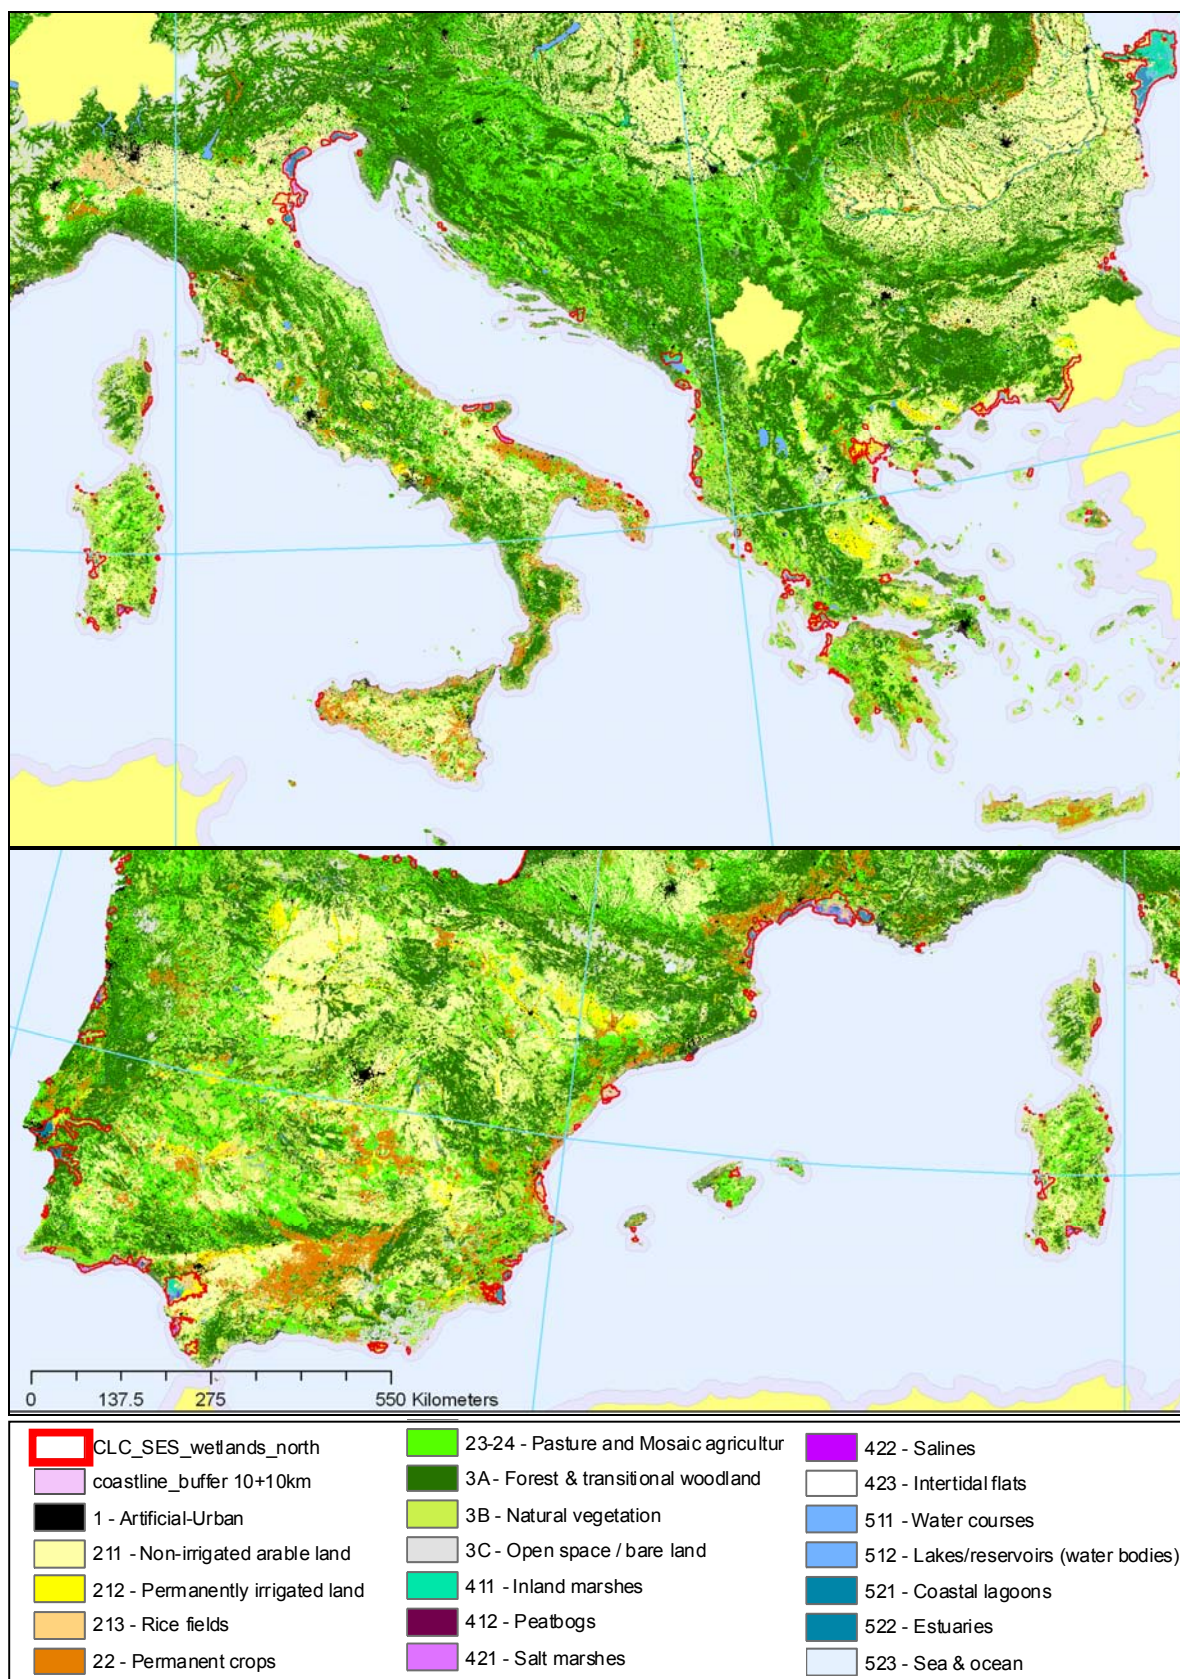 0 137.5 275 550 Kilometers
CLC_SES_wetlands_north
coastline_buffer 10+10km
1 - Artificial-Urban
211 - Non-irrigated arable land
212 - Permanently irrigated land
213 - Rice fields
22 - Permanent crops
23-24 - Pasture and Mosaic agricultur
3A - Forest & transitional woodland
3B - Natural vegetation
3C - Open space / bare land
411 - Inland marshes
412 - Peatbogs
421 - Salt marshes
422 - Salines
423 - Intertidal flats
511 - Water courses
512 - Lakes/reservoirs (water bodies)
521 - Coastal lagoons
522 - Estuaries
523 - Sea & ocean